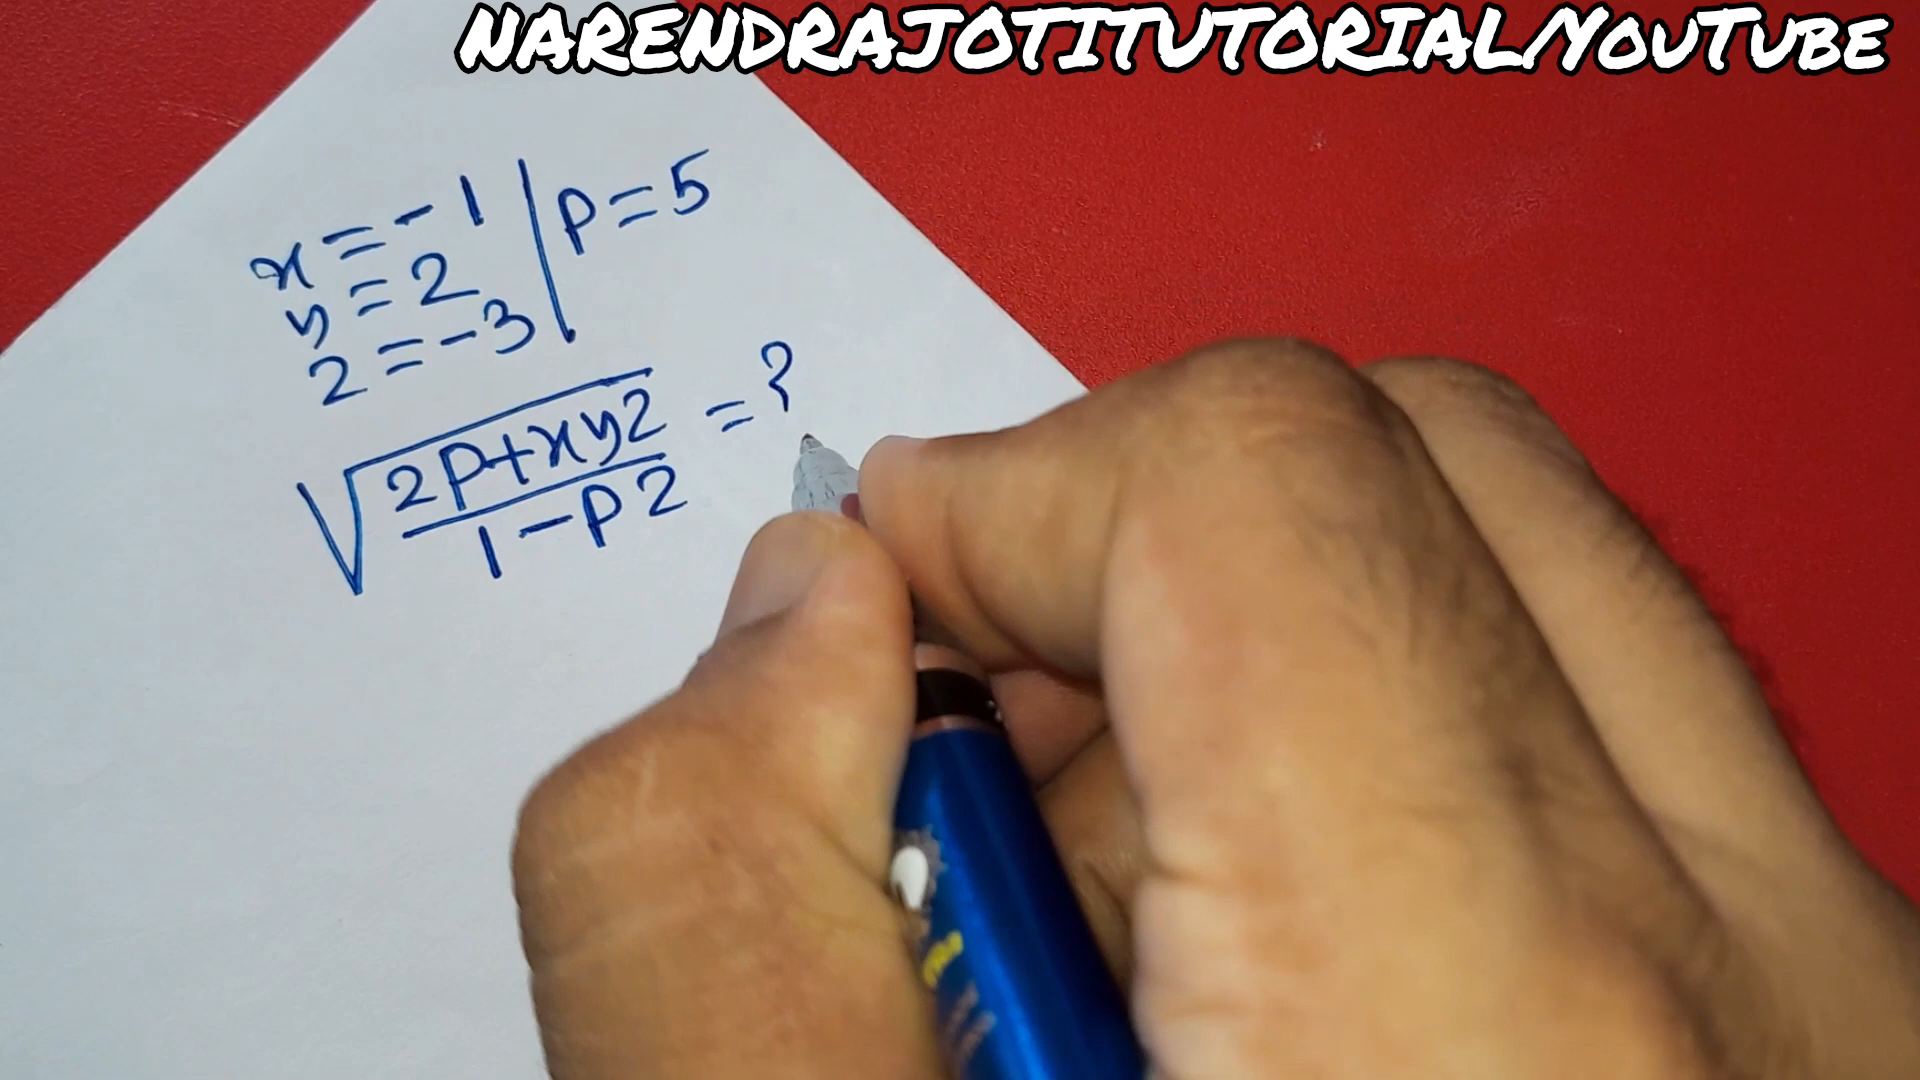 NARENDRAJOTITUTORIAL/YOUTUBE
x = -1 | P = 5
y = 2
z = -3
√((2P+xyz)/(1-Pz)) = ?